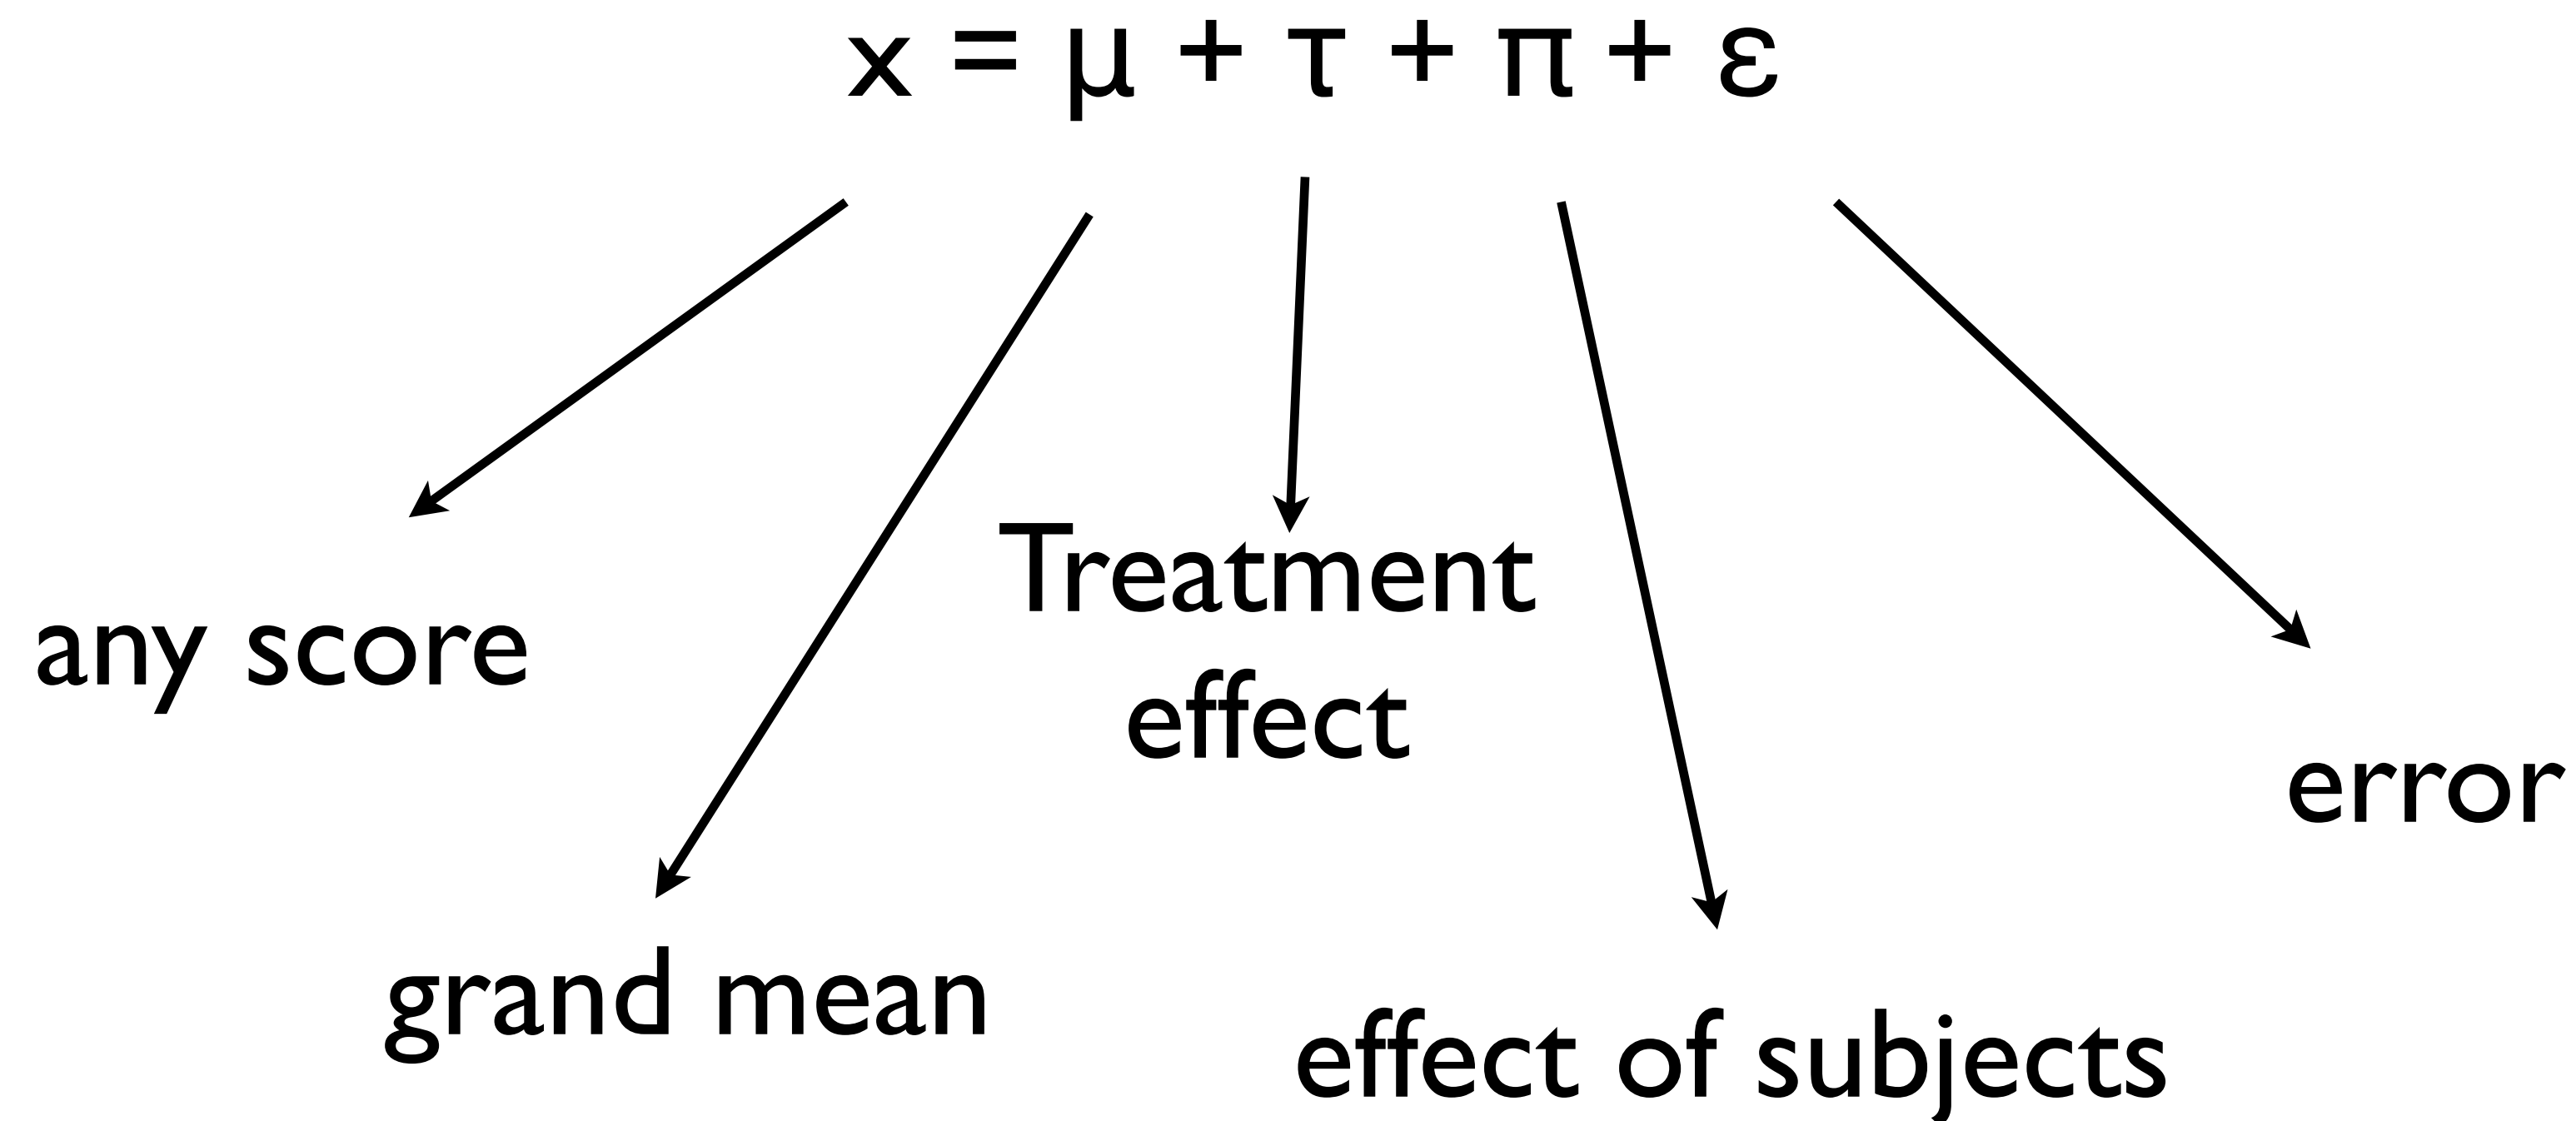 x = μ + τ + π + ε
any score
Treatment
effect
error
grand mean
effect of subjects